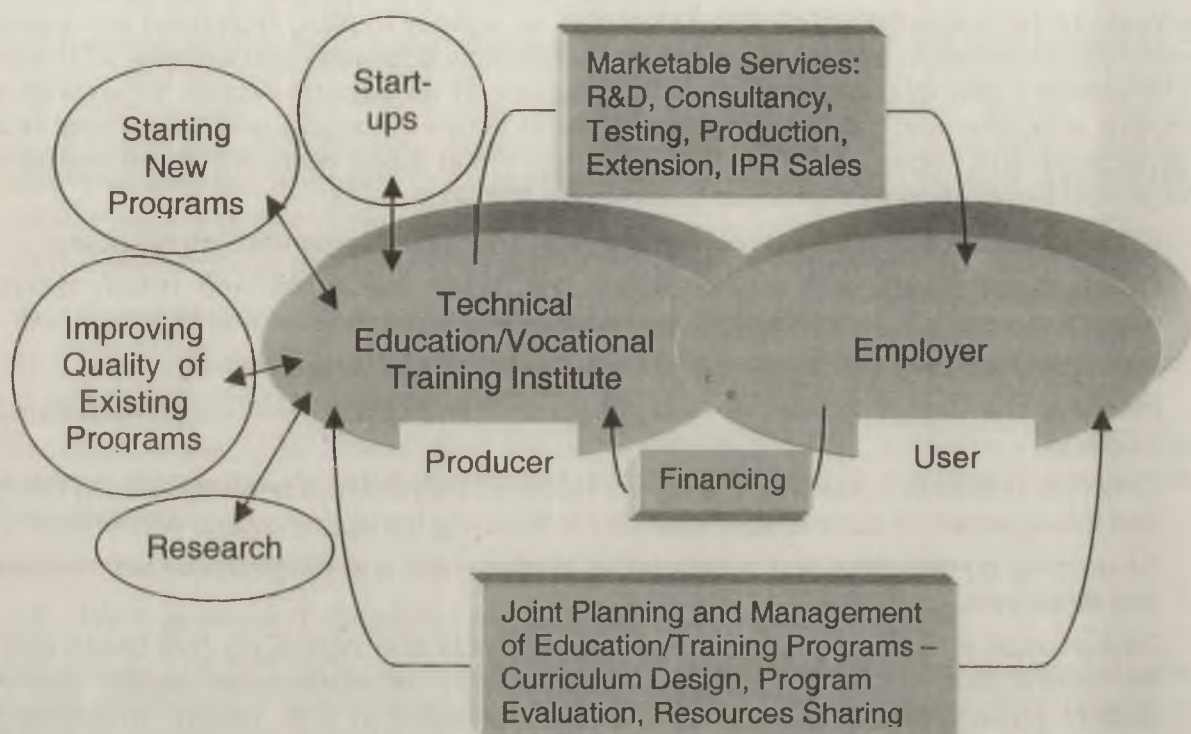 Start-
ups
Starting
New
Programs
Improving
Quality of
Existing
Programs
Research
Marketable Services:
R&D, Consultancy,
Testing, Production,
Extension, IPR Sales
Technical
Education/Vocational
Training Institute
Employer
Producer
Financing
User
Joint Planning and Management
of Education/Training Programs –
Curriculum Design, Program
Evaluation, Resources Sharing